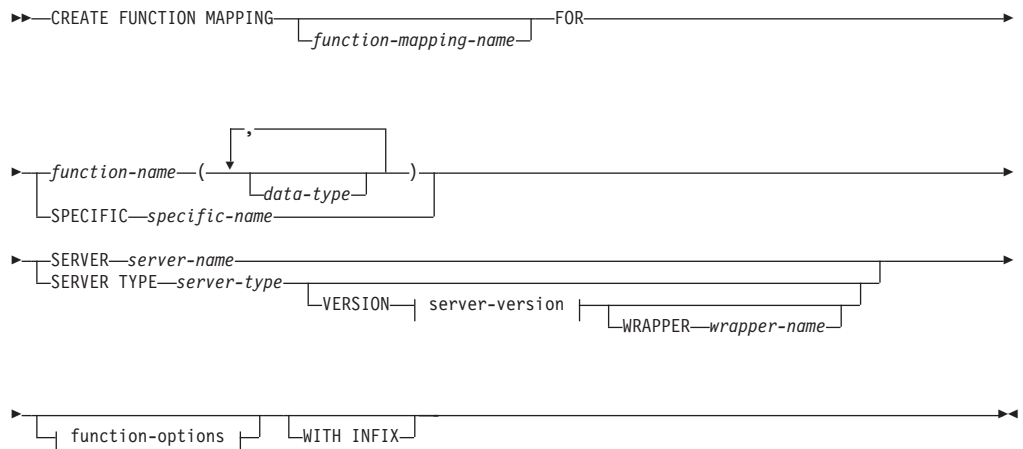 CREATE FUNCTION MAPPING FOR
function-mapping-name
,
function-name ( )
data-type
SPECIFIC specific-name
SERVER server-name
SERVER TYPE server-type
VERSION server-version
WRAPPER wrapper-name
function-options WITH INFIX